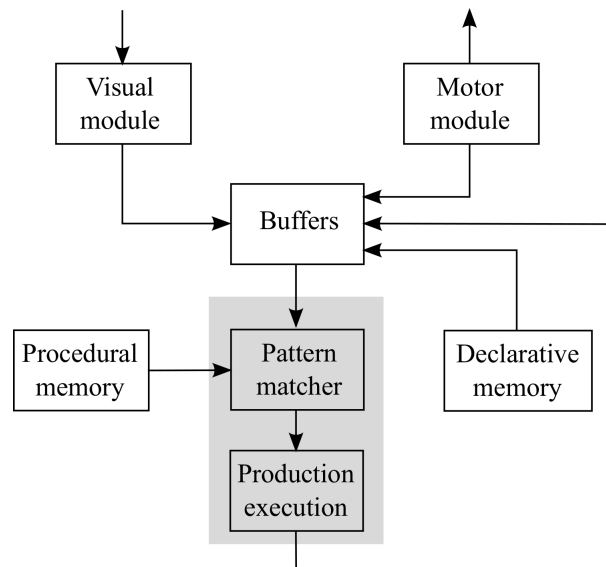 Visual
module
Motor
module
Buffers
Procedural
memory
Pattern
matcher
Declarative
memory
Production
execution